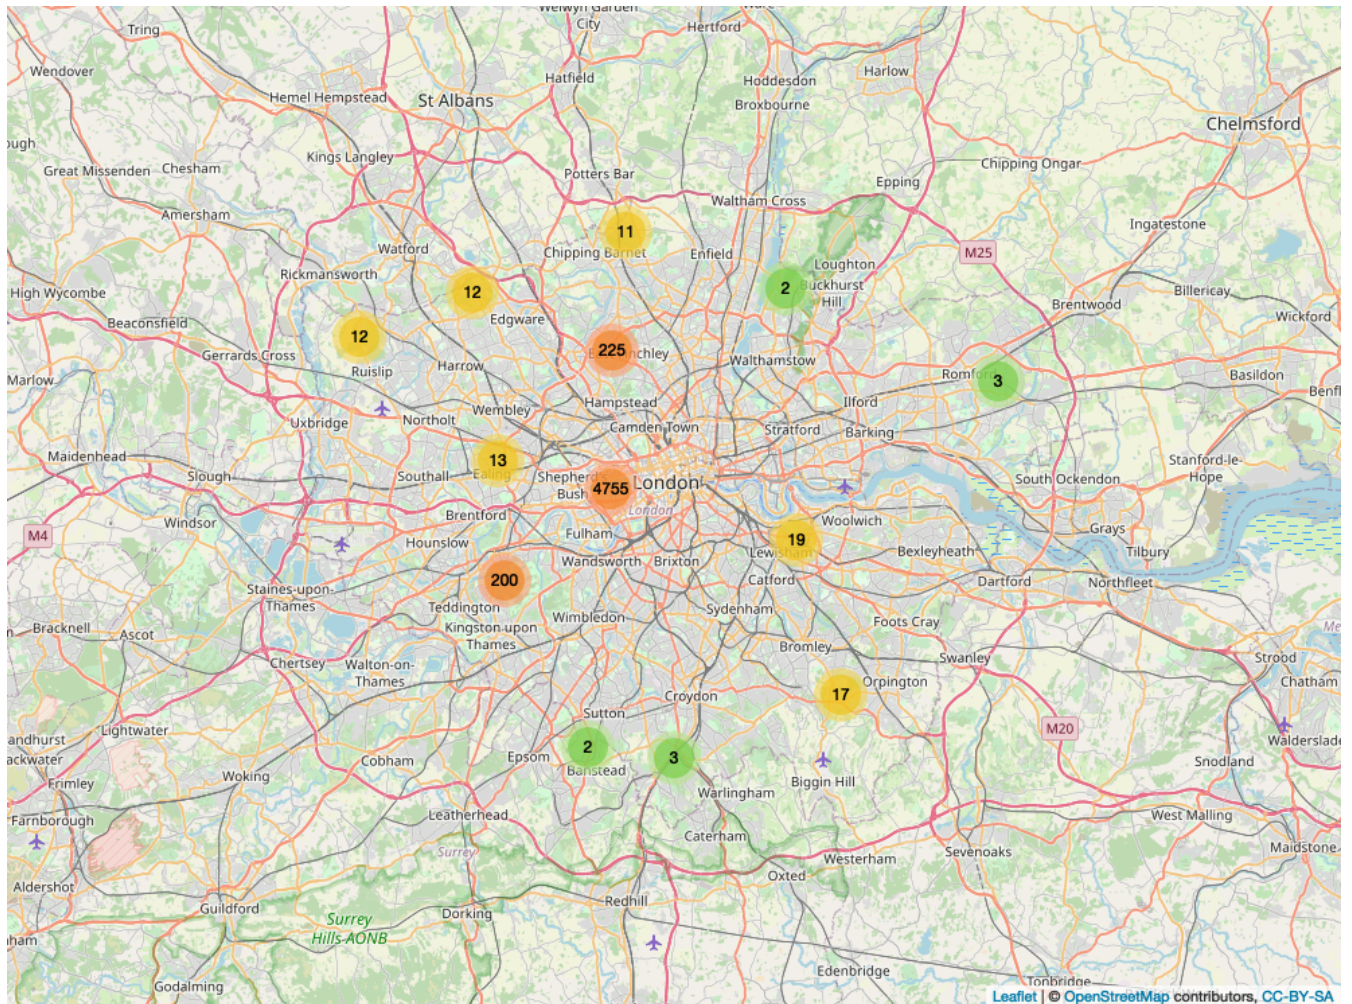 Welwyn Garden
City
Hertford
Tring
Wendover
Hatfield
Hoddesdon
Harlow
Hemel Hempstead
St Albans
Broxbourne
Chelmsford
ough
Kings Langley
Great Missenden
Chesham
Potters Bar
Chipping Ongar
Epping
Waltham Cross
Amersham
Ingatestone
11
Watford
Chipping Barnet
Enfield
M25
Loughton
Rickmansworth
2
Buckhurst
Hill
High Wycombe
12
Billericay
Brentwood
Edgware
Wickford
Beaconsfield
12
225
nchley
Gerrards Cross
Harrow
Walthamstow
Ruislip
Romfor
3
Basildon
Marlow
Benfl
Hampstead
Ilford
Wembley
Northolt
Uxbridge
Camden Town
Stratford
Barking
Maidenhead
13
Ealing
Stanford-le-
Hope
Slough
Southall
Shepherd
Bush
4755
London
South Ockendon
London
Windsor
Brentford
Woolwich
M4
Fulham
Grays
Hounslow
19
Lewisham
Bexleyheath
Tilbury
Wandsworth
Brixton
Catford
Dartford
Northfleet
200
Staines-upon-
Thames
Teddington
Sydenham
Wimbledon
Foots Cray
Bracknell
Ascot
Kingston upon
Thames
Bromley
Swanley
Strood
Chertsey
Walton-on-
Thames
Orpington
Chatham
17
Croydon
Sutton
Lightwater
M20
andhurst
ackwater
2
3
Walderslade
Epsom
Cobham
Banstead
Snodland
Woking
Frimley
Biggin Hill
Warlingham
Leatherhead
West Malling
Farnborough
Caterham
Surrey
Westerham
Sevenoaks
Maidstone
Oxted
Aldershot
Redhill
Guildford
Dorking
Surrey
Hills AONB
ham
Edenbridge
Tonbridge
Godalming
Leaflet | © OpenStreetMap contributors, CC-BY-SA